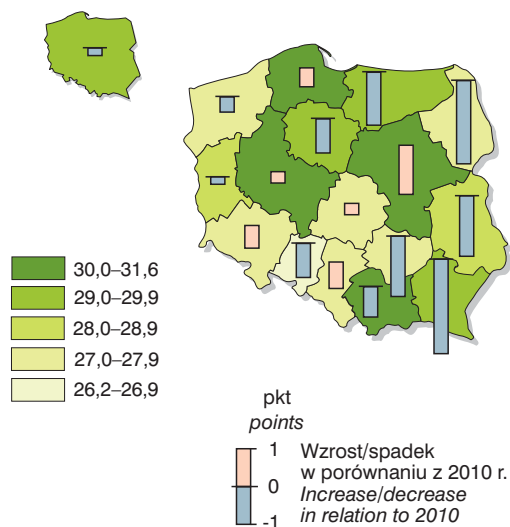 30,0–31,6
29,0–29,9
28,0–28,9
27,0–27,9
26,2–26,9
pkt
points
1
0
-1
Wzrost/spadek
w porównaniu z 2010 r.
Increase/decrease
in relation to 2010